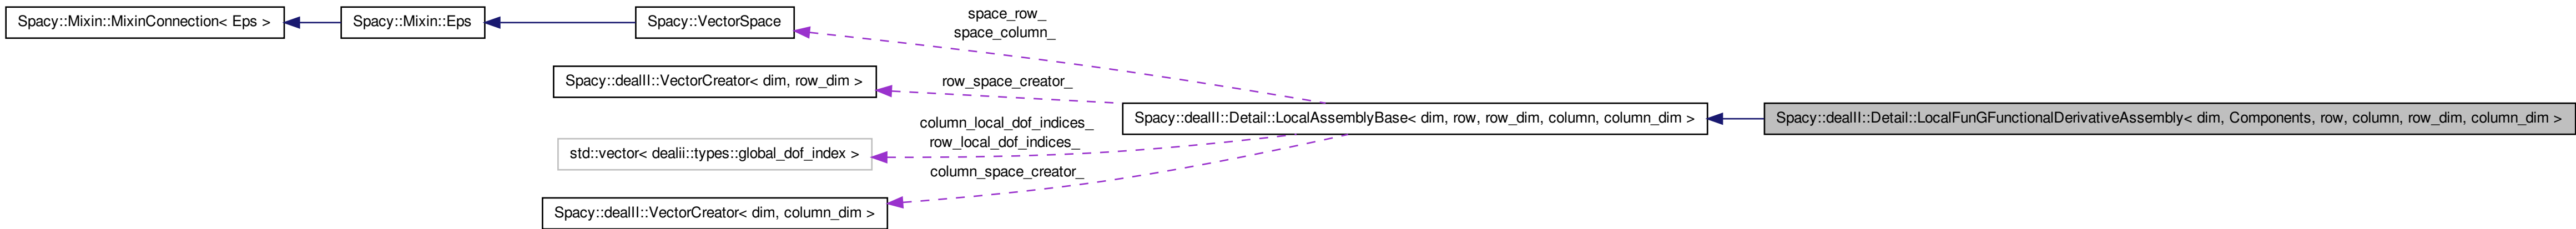 Spacy::Mixin::MixinConnection< Eps >
Spacy::Mixin::Eps
Spacy::VectorSpace
space_row_
space_column_
Spacy::dealII::VectorCreator< dim, row_dim >
row_space_creator_
Spacy::dealII::Detail::LocalAssemblyBase< dim, row, row_dim, column, column_dim >
Spacy::dealII::Detail::LocalFunGFunctionalDerivativeAssembly< dim, Components, row, column, row_dim, column_dim >
column_local_dof_indices_
row_local_dof_indices_
std::vector< dealii::types::global_dof_index >
column_space_creator_
Spacy::dealII::VectorCreator< dim, column_dim >